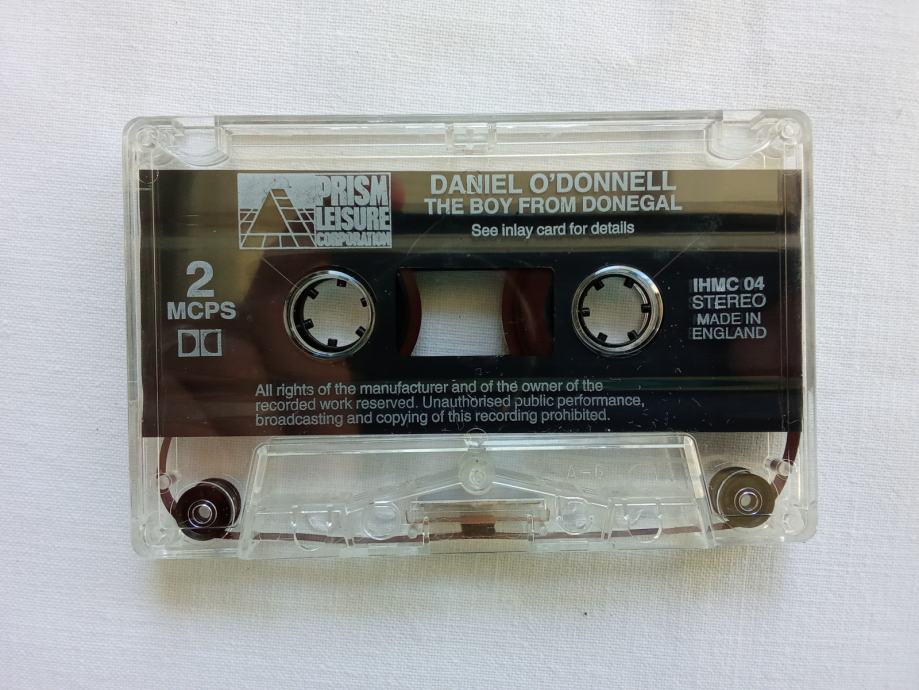 PRISM
LEISURE
CORPORATION
DANIEL O'DONNELL
THE BOY FROM DONEGAL
See inlay card for details
2
MCPS
IHMC 04
STEREO
MADE IN
ENGLAND
All rights of the manufacturer and of the owner of the
recorded work reserved. Unauthorised public performance,
broadcasting and copying of this recording prohibited.
A-6